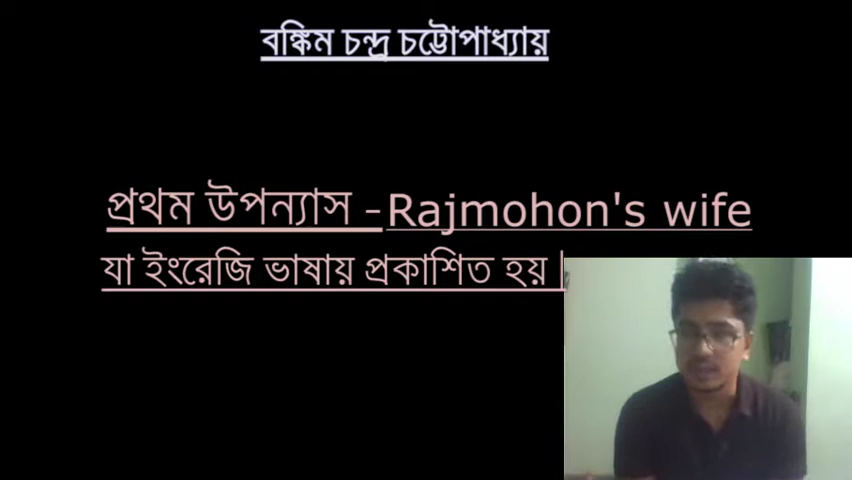 বঙ্কিম চন্দ্র চট্টোপাধ্যায়
প্রথম উপন্যাস -Rajmohon's wife
যা ইংরেজি ভাষায় প্রকাশিত হয়।